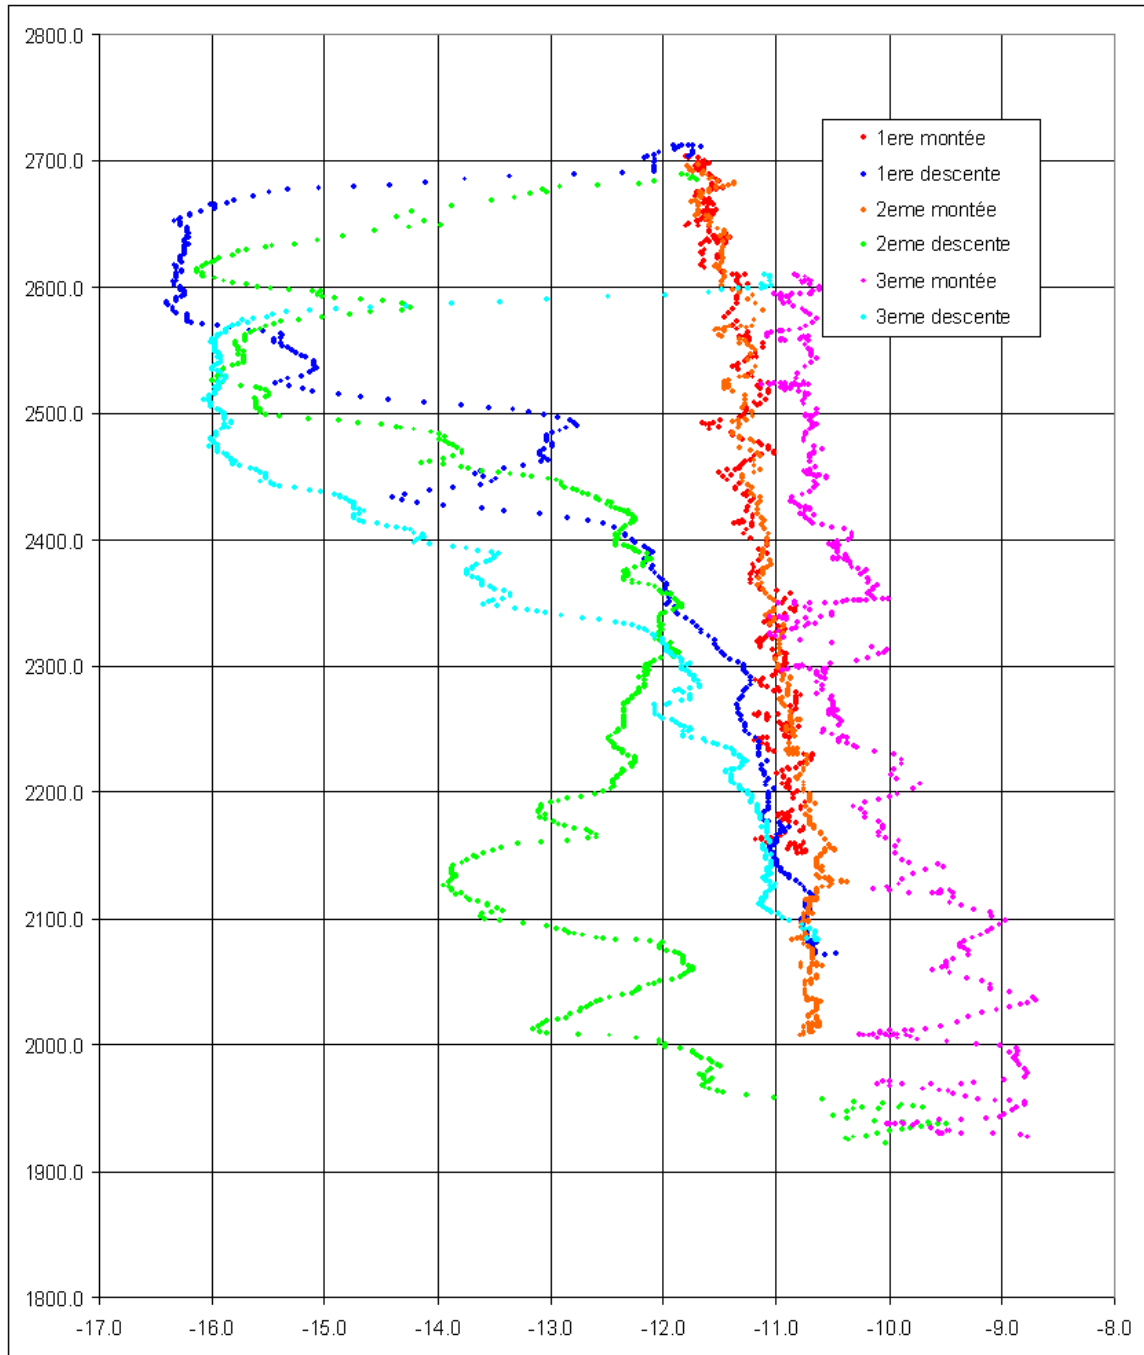 2800.0
2700.0
2600.0
2500.0
2400.0
2300.0
2200.0
2100.0
2000.0
1900.0
1800.0
1ere montée
1ere descente
2eme montée
2eme descente
3eme montée
3eme descente
-17.0 -16.0 -15.0 -14.0 -13.0 -12.0 -11.0 -10.0 -9.0 -8.0